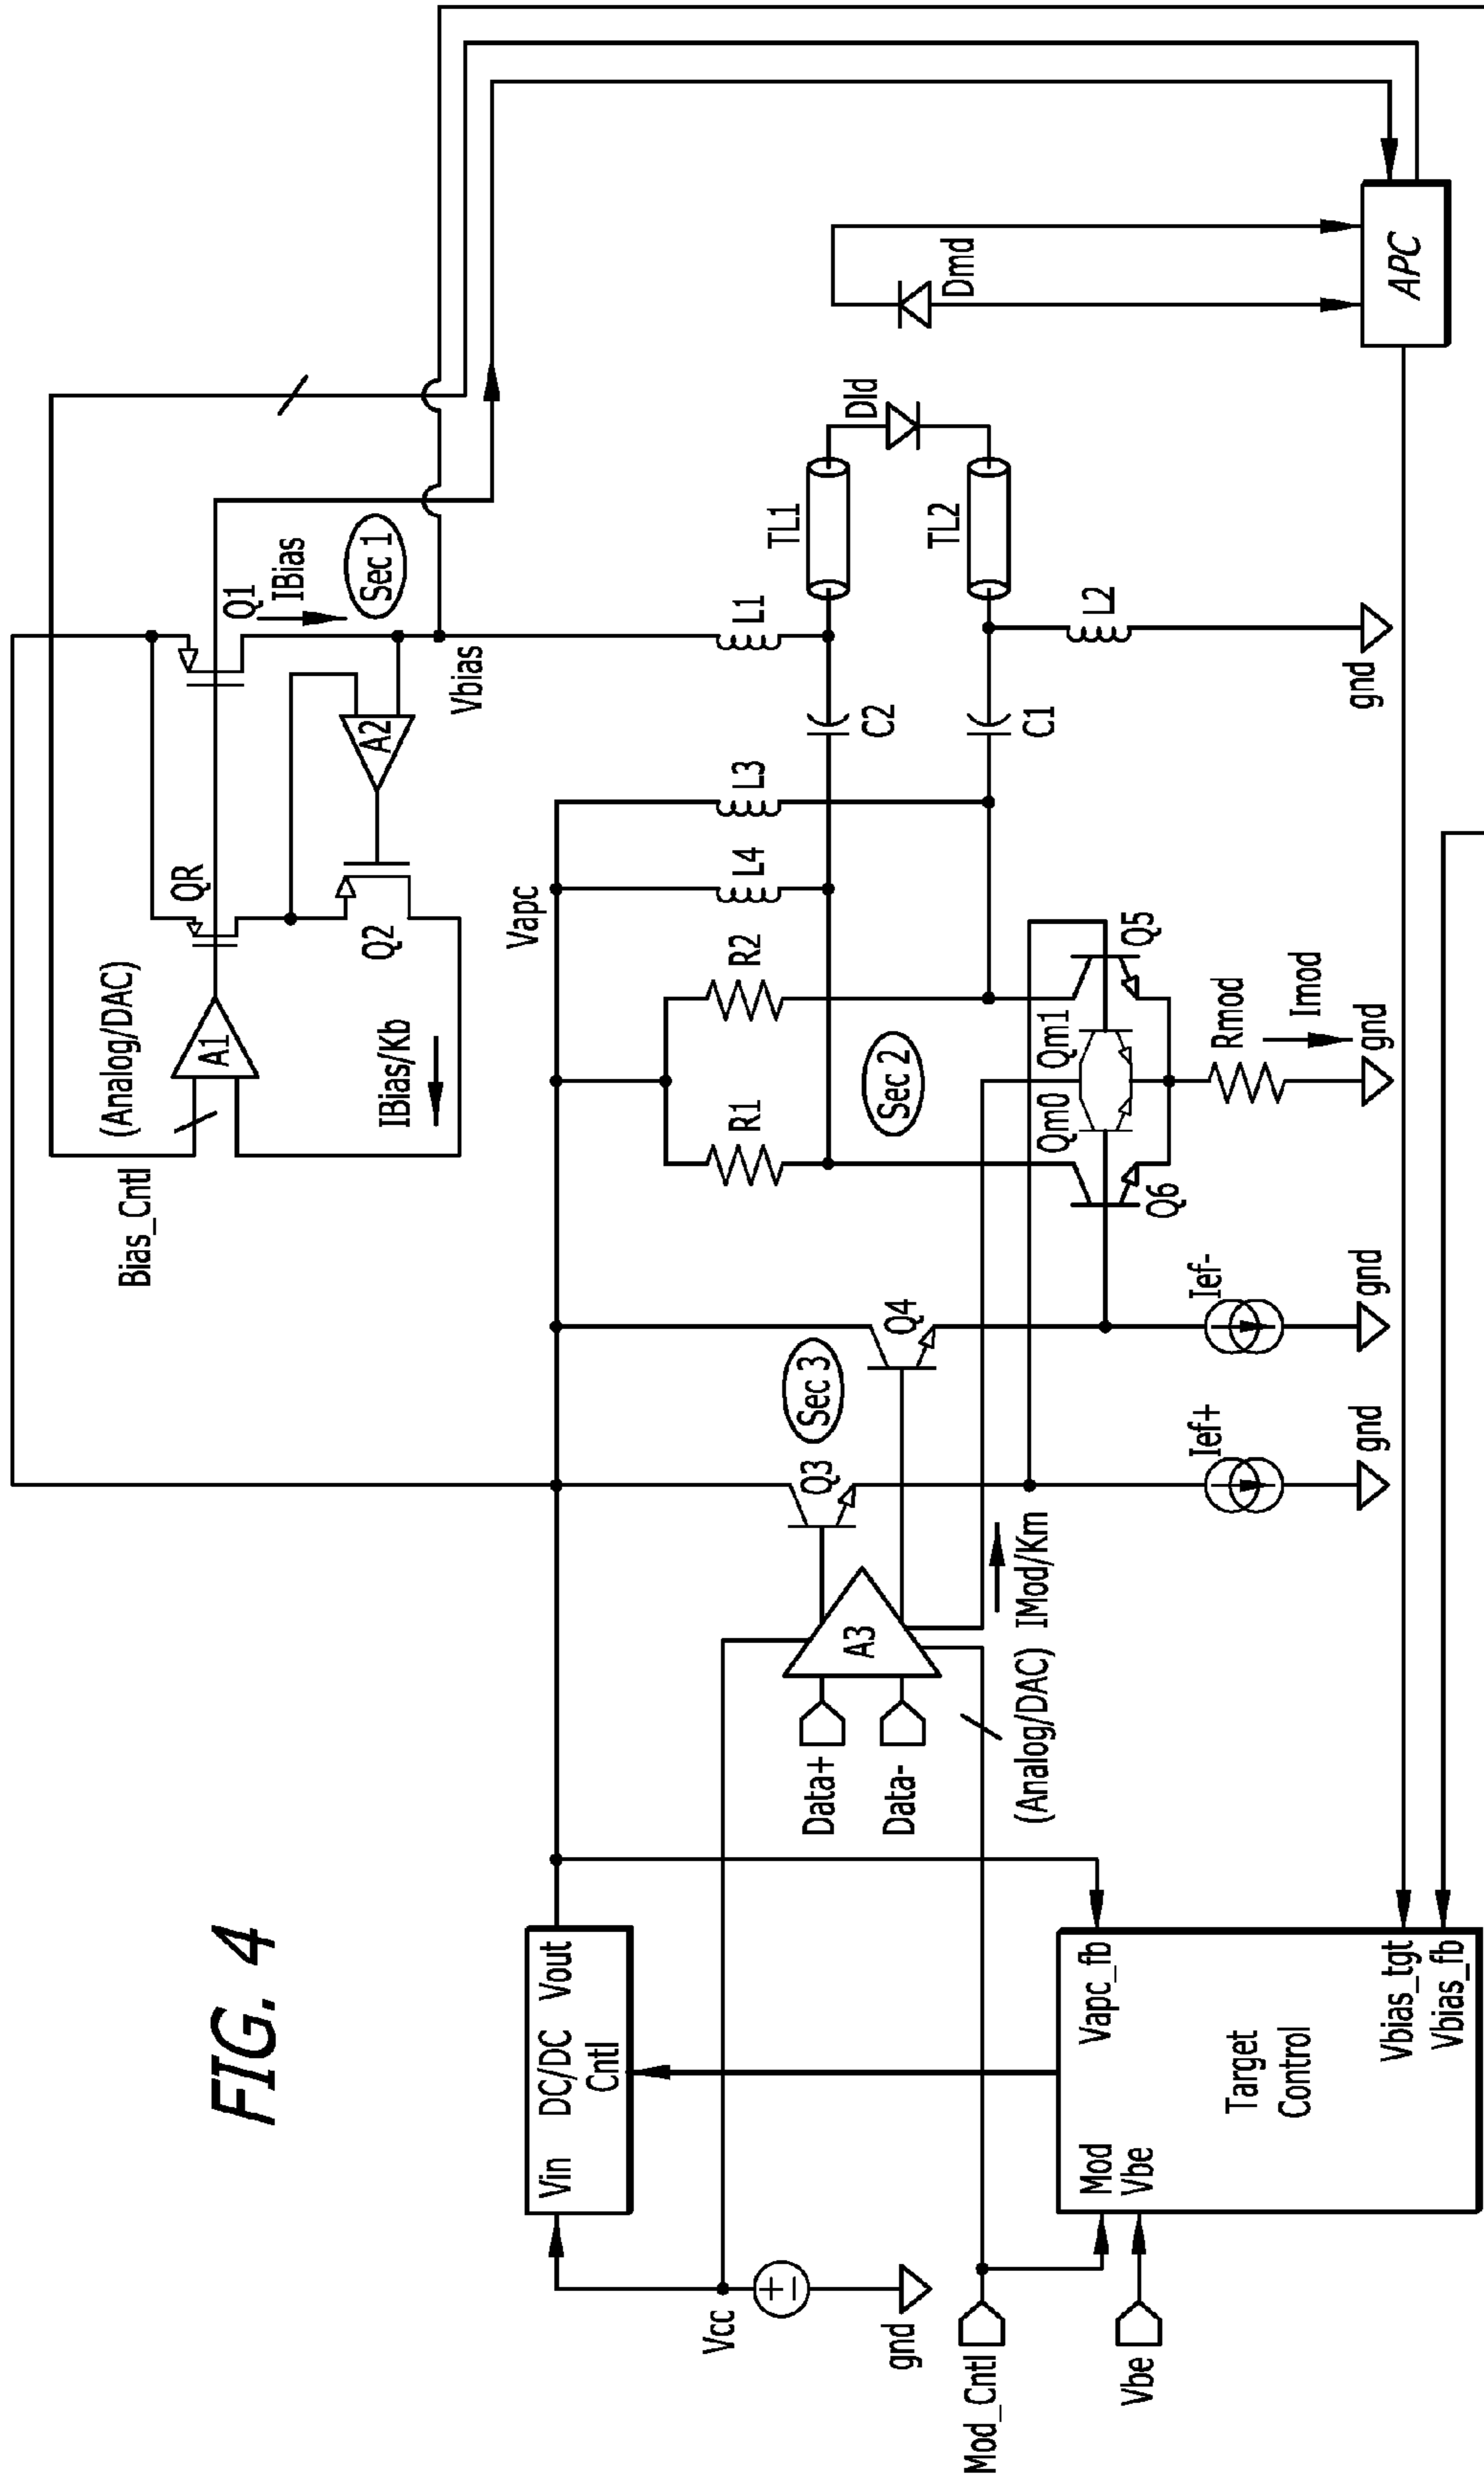 FIG. 4
Bias_Cntl
(Analog/DAC)
A1
QR
Q1
IBias
Sec 1
IBias/Kb
Q2
A2
Vbias
Vin
DC/DC
Vout
Cntl
Vapc
Vcc
gnd
Data+
Data-
A3
Q3
Sec 3
Q4
R1
R2
L4
L3
L1
C2
C1
TL1
TL2
Dld
L2
gnd
Dmd
APC
Sec 2
Mod_Cntl
(Analog/DAC)
IMod/Km
Q6
Qm0
Qm1
Q5
Rmod
Imod
gnd
Ief+
gnd
Ief-
gnd
Vbe
Mod
Vbe
Target
Control
Vapc_fb
Vbias_tgt
Vbias_fb